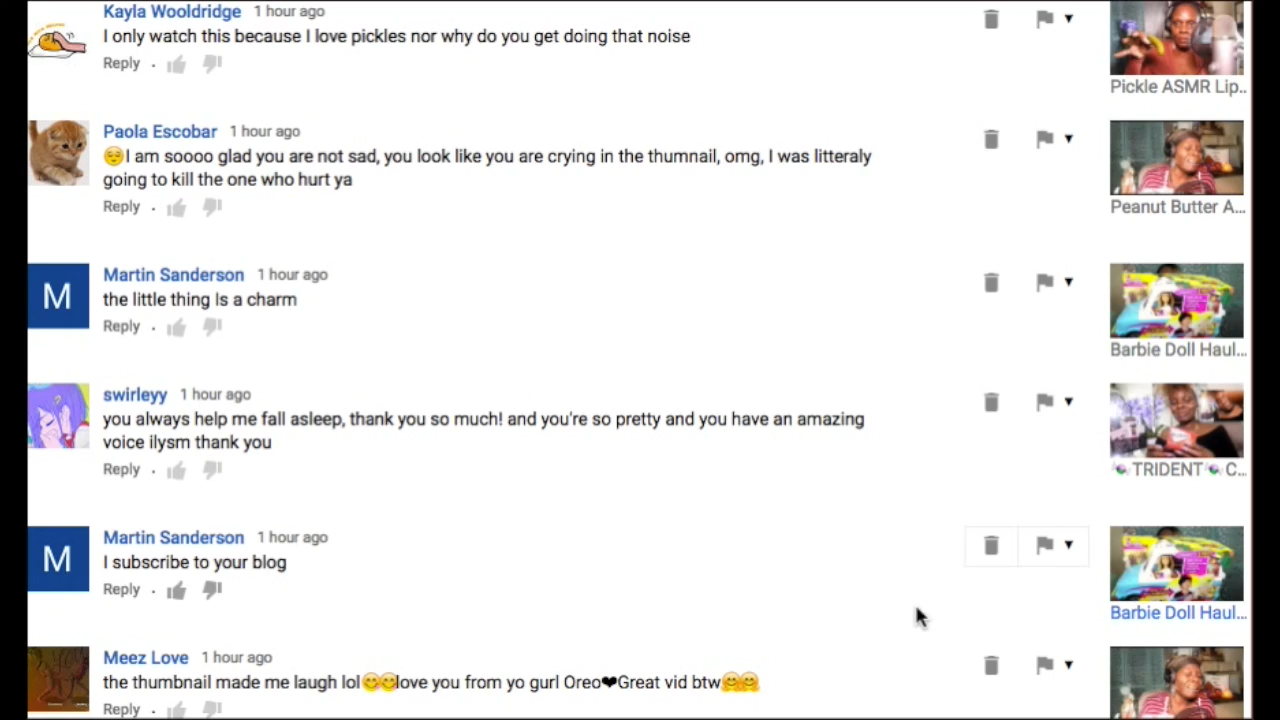 Kayla Wooldridge 1 hour ago
I only watch this because I love pickles nor why do you get doing that noise
Reply .
Pickle ASMR Lip..
Paola Escobar 1 hour ago
😌I am soooo glad you are not sad, you look like you are crying in the thumnail, omg, I was litteraly
going to kill the one who hurt ya
Reply .
Peanut Butter A...
M
Martin Sanderson 1 hour ago
the little thing Is a charm
Reply .
Barbie Doll Haul...
swirleyy 1 hour ago
you always help me fall asleep, thank you so much! and you're so pretty and you have an amazing
voice ilysm thank you
Reply .
🍬TRIDENT🍬C...
M
Martin Sanderson 1 hour ago
I subscribe to your blog
Reply .
Barbie Doll Haul...
Meez Love 1 hour ago
the thumbnail made me laugh lol😊😊love you from yo gurl Oreo❤Great vid btw🤗🤗
Reply .